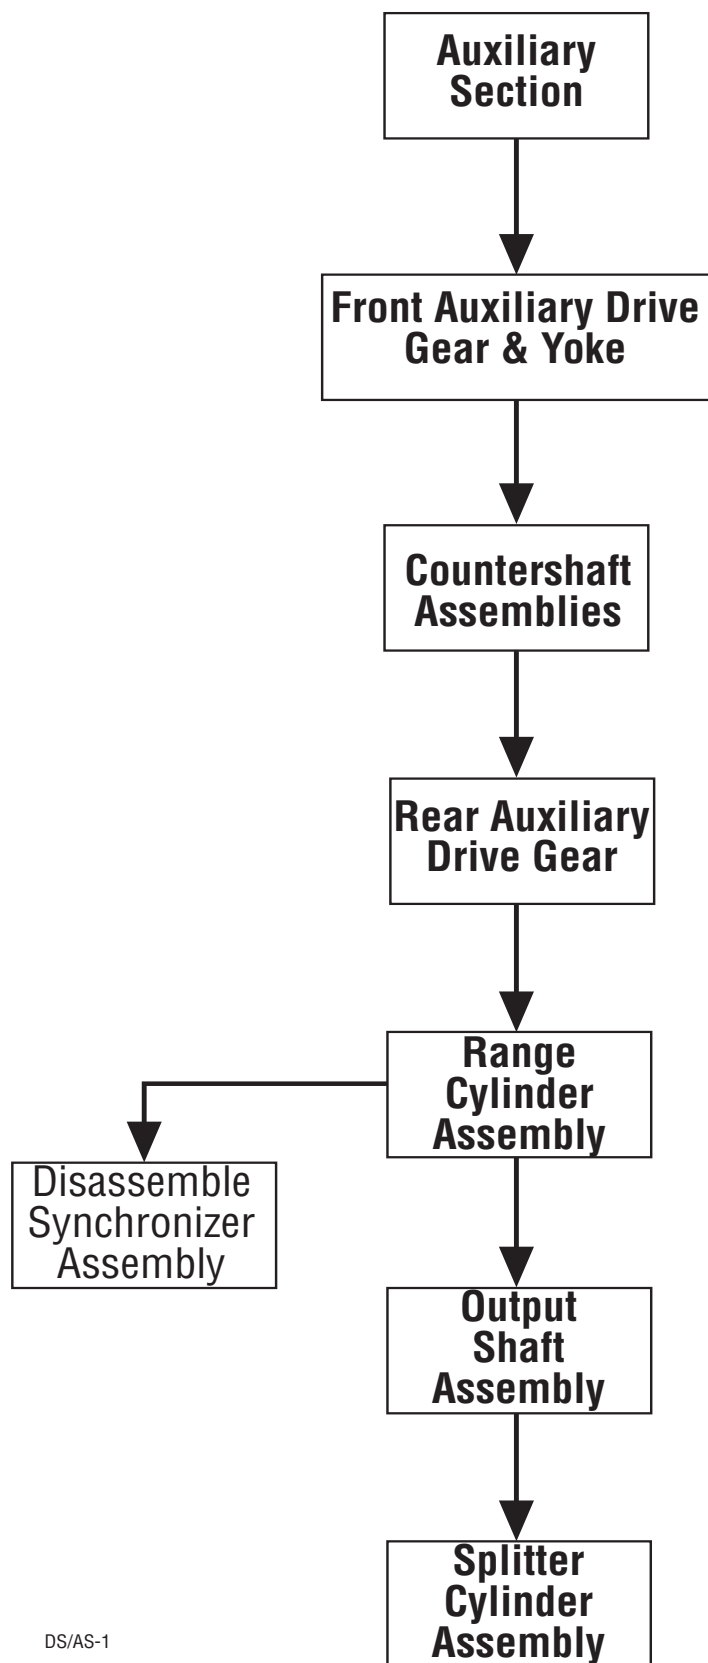 Auxiliary
Section
Front Auxiliary Drive
Gear & Yoke
Countershaft
Assemblies
Rear Auxiliary
Drive Gear
Range
Cylinder
Assembly
Disassemble
Synchronizer
Assembly
Output
Shaft
Assembly
Splitter
Cylinder
Assembly
DS/AS-1